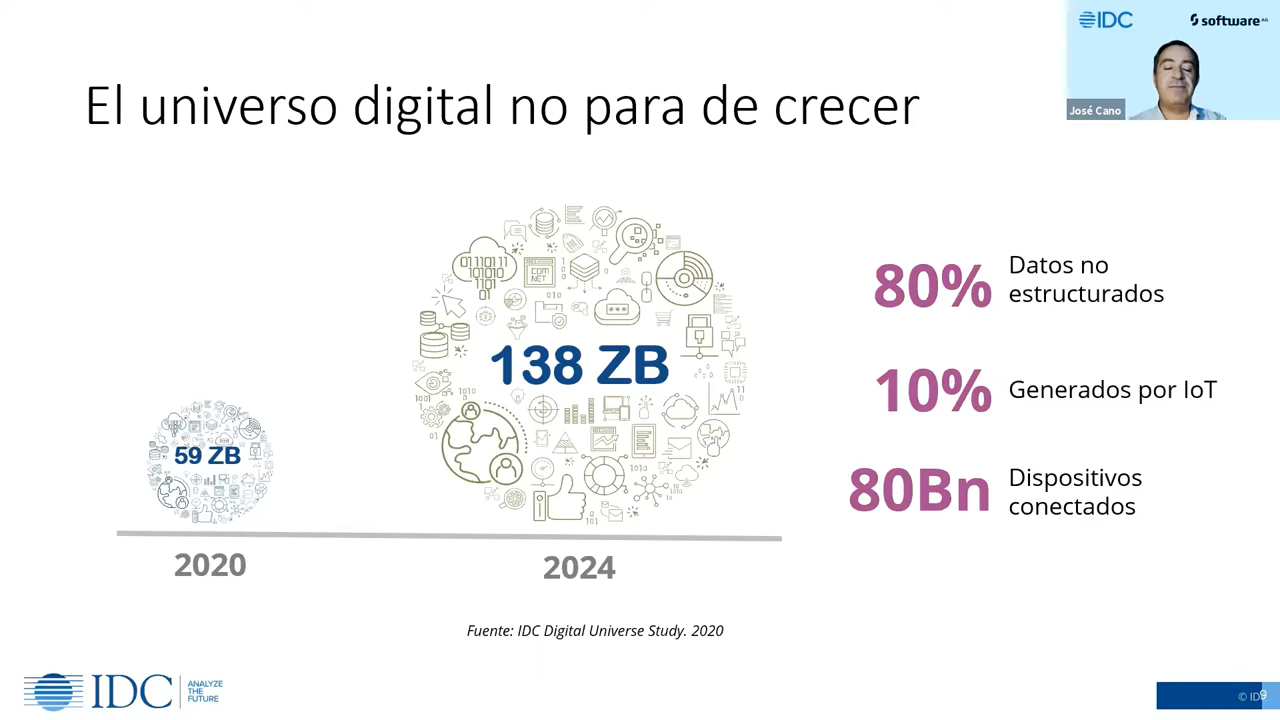 IDC
software AG
José Cano
El universo digital no para de crecer
80%
Datos no
estructurados
138 ZB
10%
Generados por IoT
59 ZB
80Bn
Dispositivos
conectados
2020
2024
Fuente: IDC Digital Universe Study. 2020
IDC
ANALYZE
THE
FUTURE
9